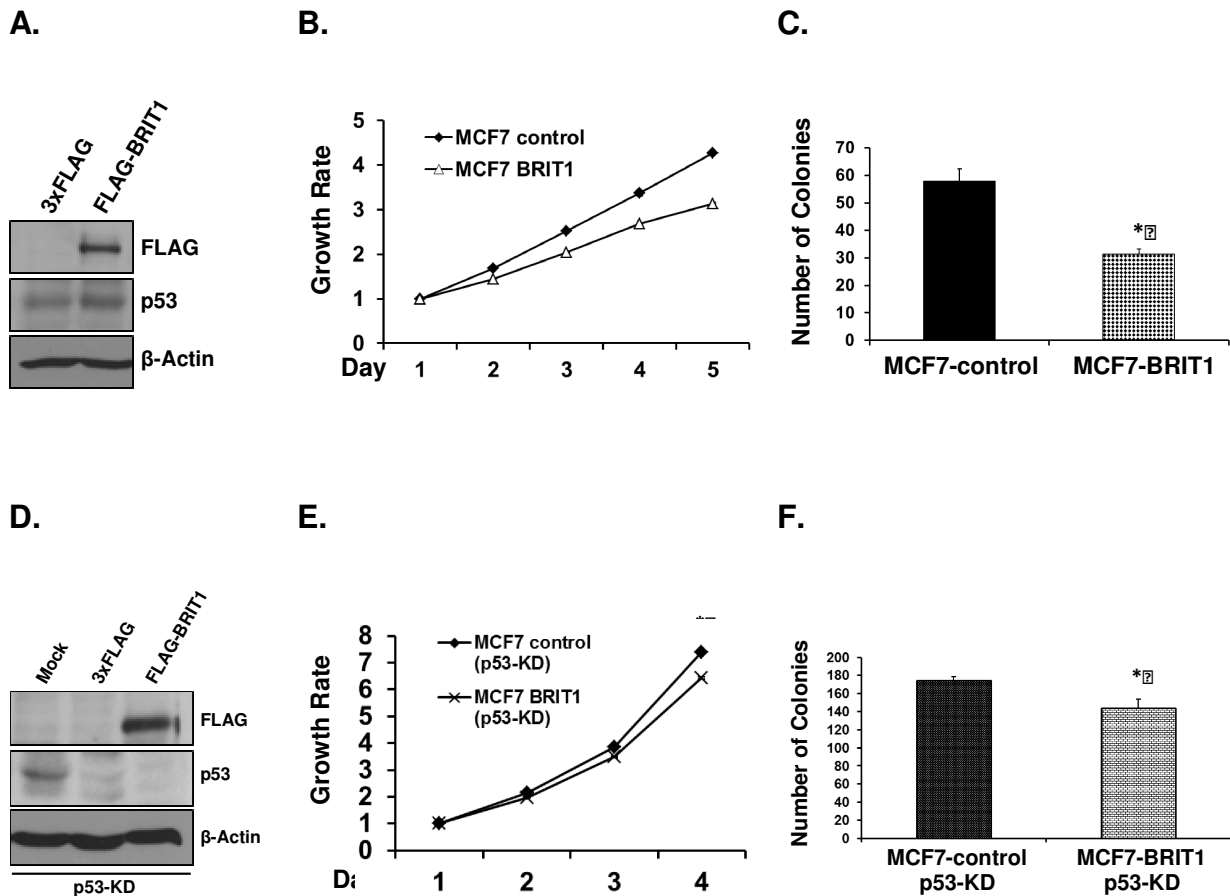 A.
3xFLAG
FLAG-BRIT1
FLAG
p53
β-Actin
B.
5
4
3
2
1
0
Growth Rate
MCF7 control
MCF7 BRIT1
Day 1 2 3 4 5
C.
70
60
50
40
30
20
10
0
Number of Colonies
*
MCF7-control MCF7-BRIT1
D.
Mock
3xFLAG
FLAG-BRIT1
FLAG
p53
β-Actin
p53-KD
E.
8
7
6
5
4
3
2
1
0
Growth Rate
MCF7 control
(p53-KD)
MCF7 BRIT1
(p53-KD)
1 2 3 4
F.
200
180
160
140
120
100
80
60
40
20
0
Number of Colonies
*
MCF7-control MCF7-BRIT1
p53-KD p53-KD